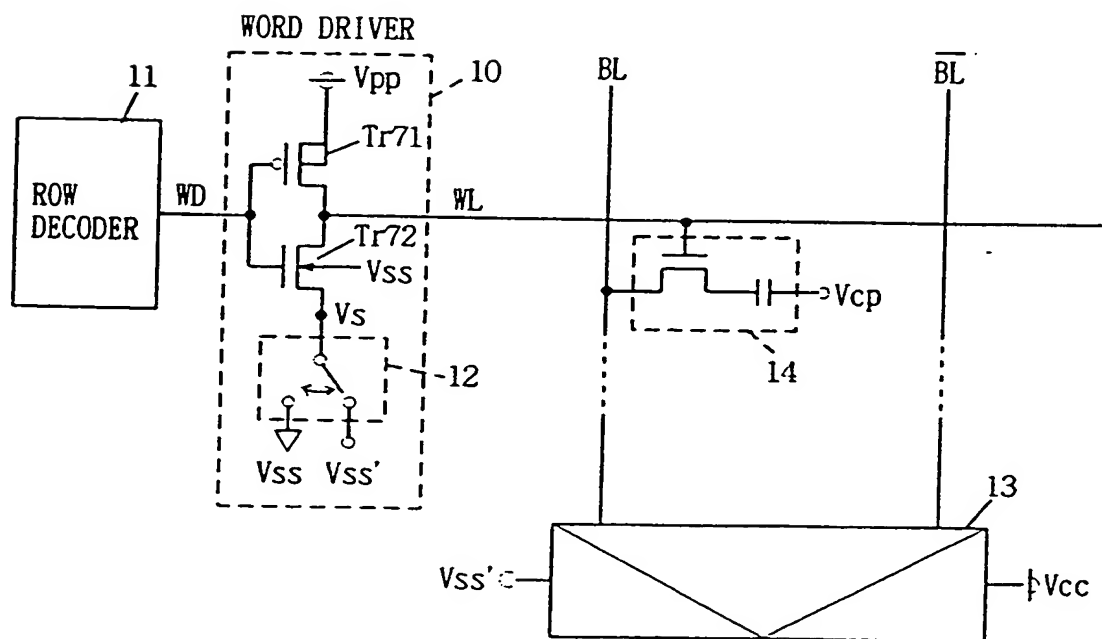 WORD DRIVER
11
Vpp
10
BL
B̅L̅
Tr71
ROW
DECODER
WD
WL
Tr72
Vss
Vs
Vcp
12
14
Vss Vss'
13
Vss'
Vcc